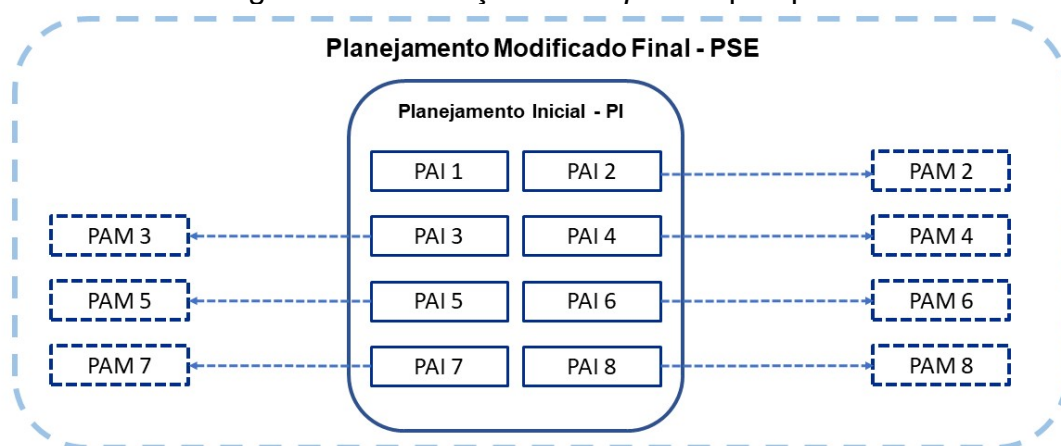 Planejamento Modificado Final - PSE
Planejamento Inicial - PI
PAI 1 PAI 2 PAM 2
PAM 3 PAI 3 PAI 4 PAM 4
PAM 5 PAI 5 PAI 6 PAM 6
PAM 7 PAI 7 PAI 8 PAM 8